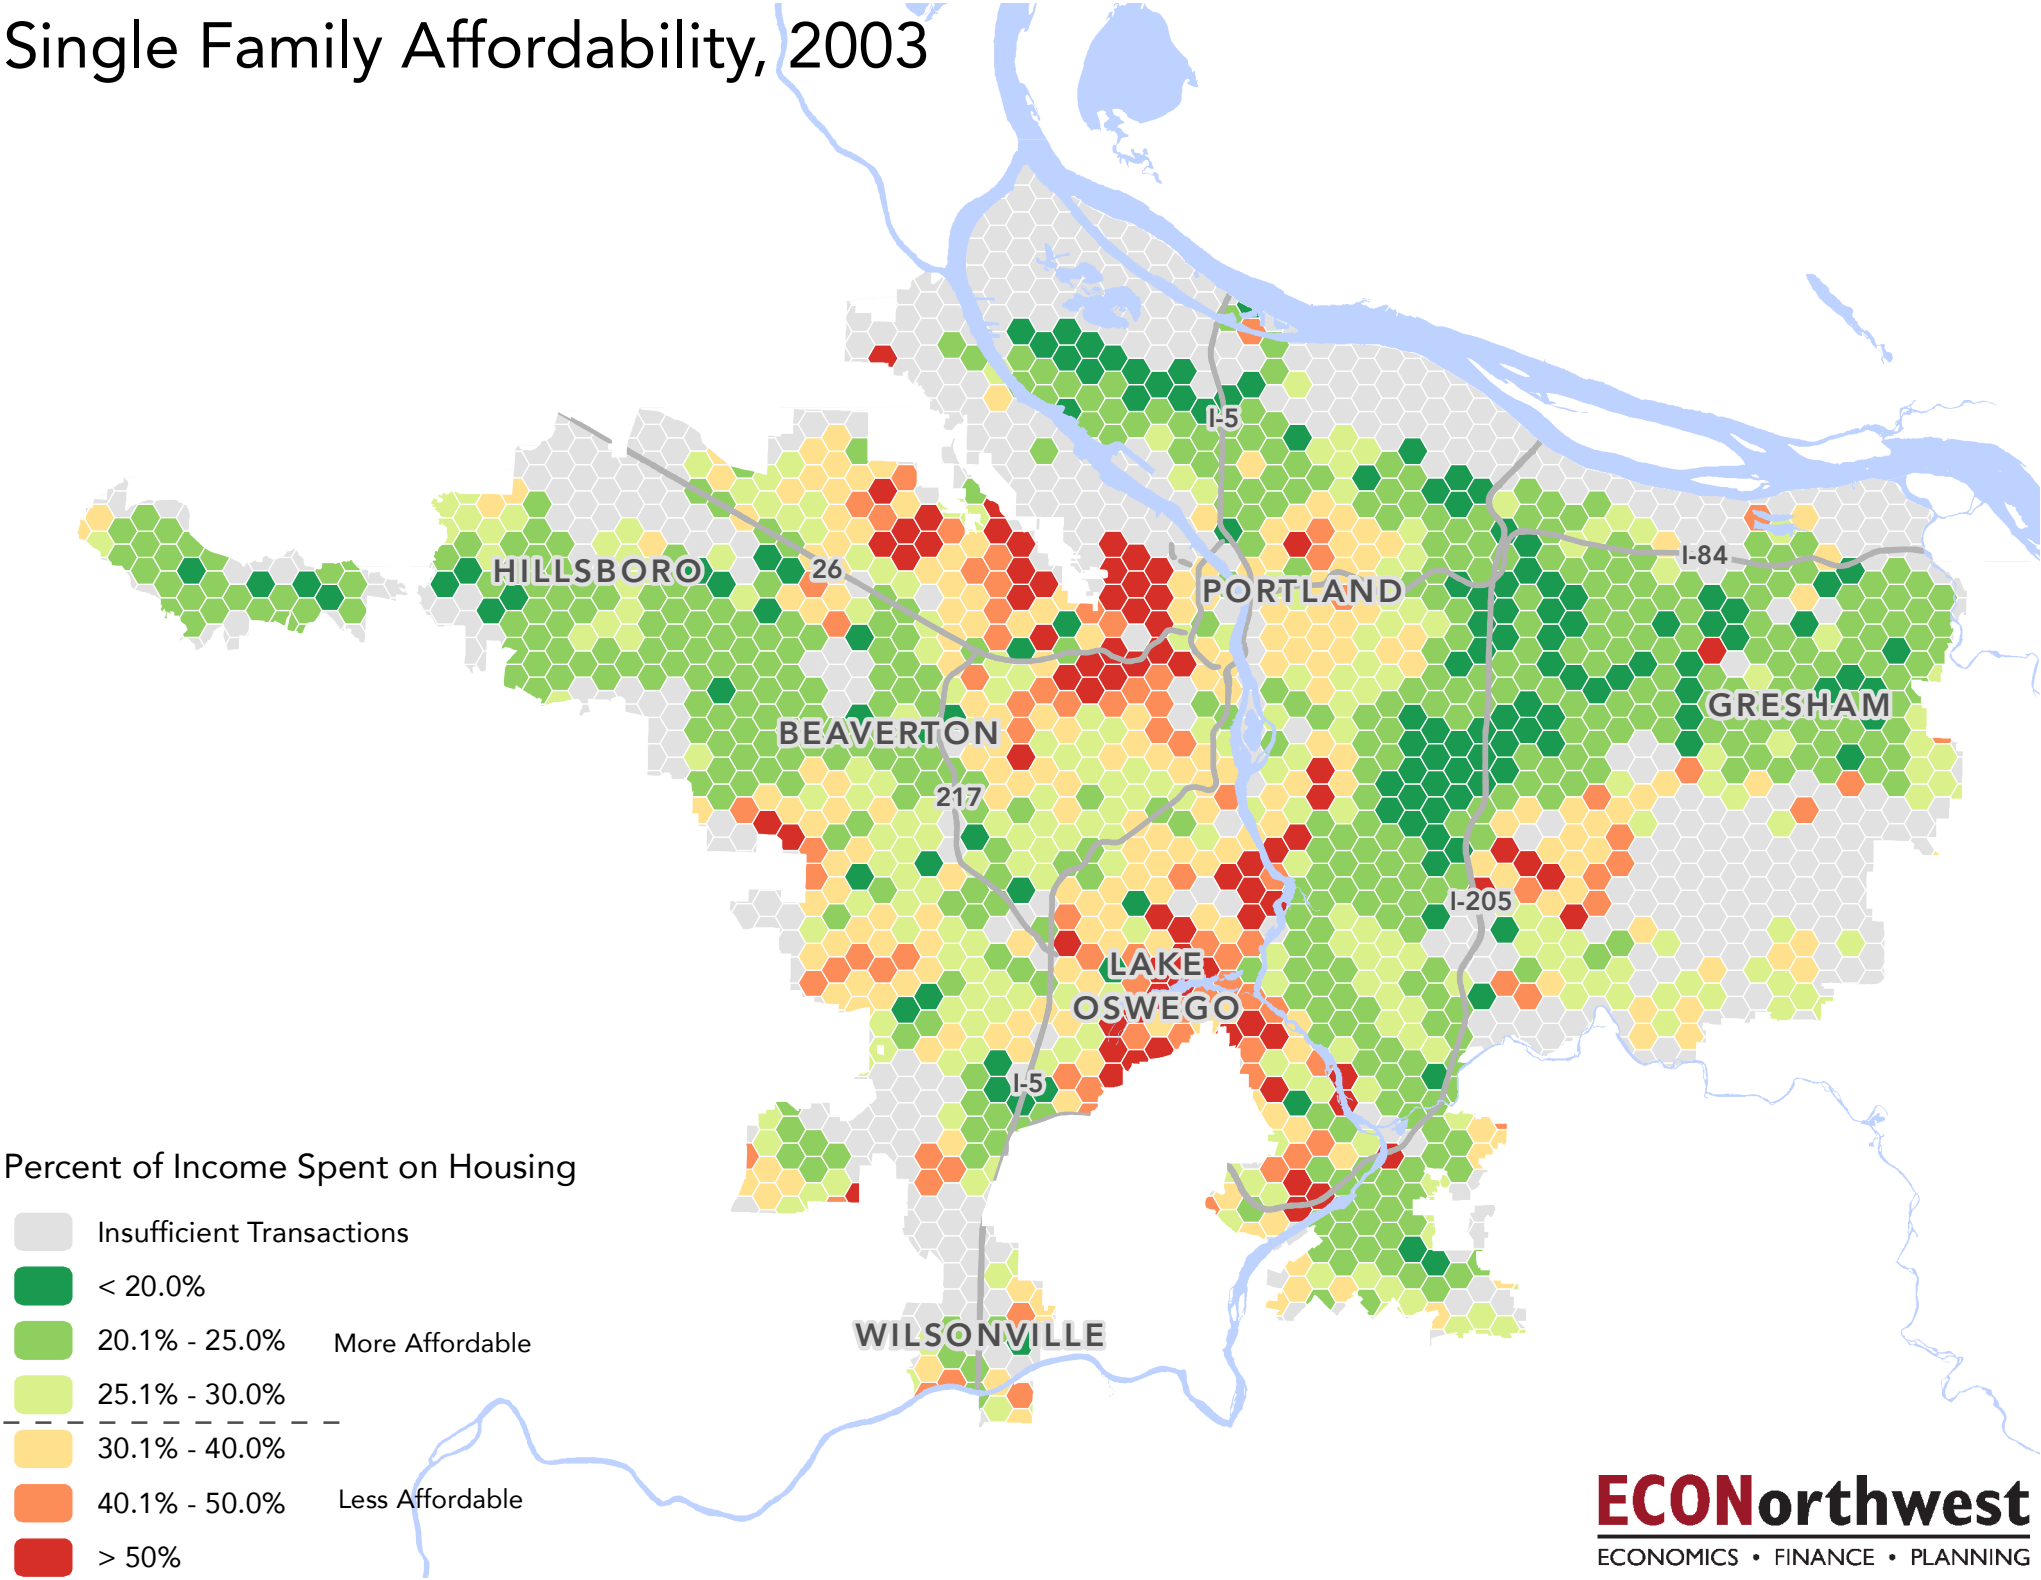 Single Family Affordability, 2003
I-5
HILLSBORO
26
I-84
PORTLAND
GRESHAM
BEAVERTON
217
I-205
LAKE
OSWEGO
I-5
WILSONVILLE
Percent of Income Spent on Housing
Insufficient Transactions
< 20.0%
20.1% - 25.0% More Affordable
25.1% - 30.0%
30.1% - 40.0%
40.1% - 50.0% Less Affordable
> 50%
ECONorthwest
ECONOMICS • FINANCE • PLANNING